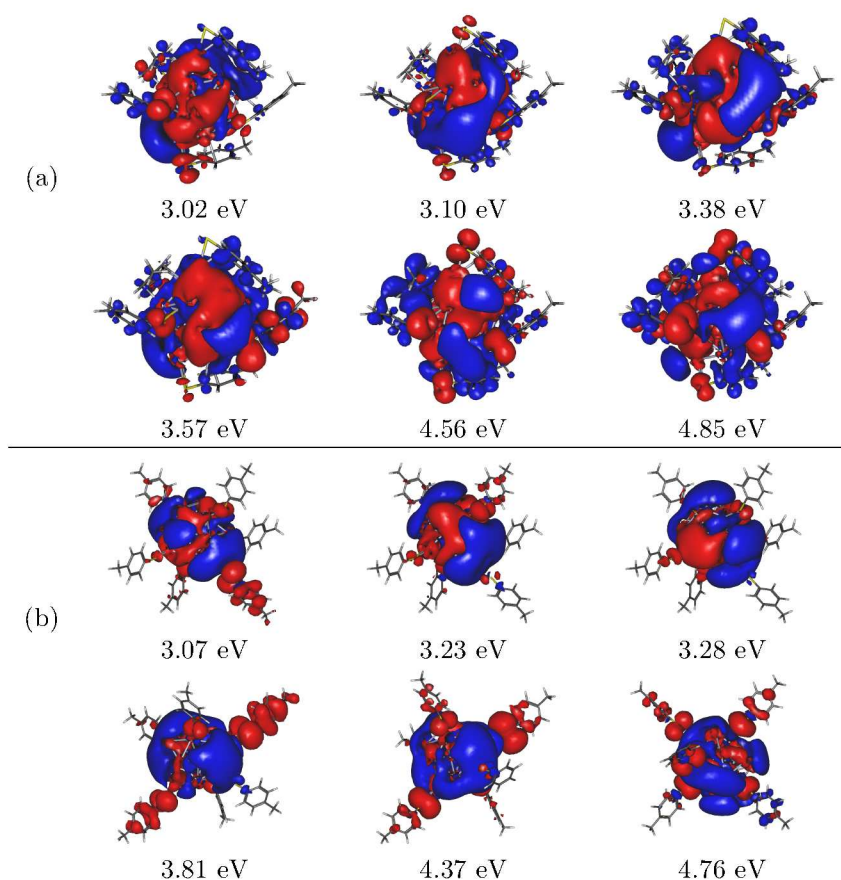 (a)
3.02 eV 3.10 eV 3.38 eV
3.57 eV 4.56 eV 4.85 eV
(b)
3.07 eV 3.23 eV 3.28 eV
3.81 eV 4.37 eV 4.76 eV